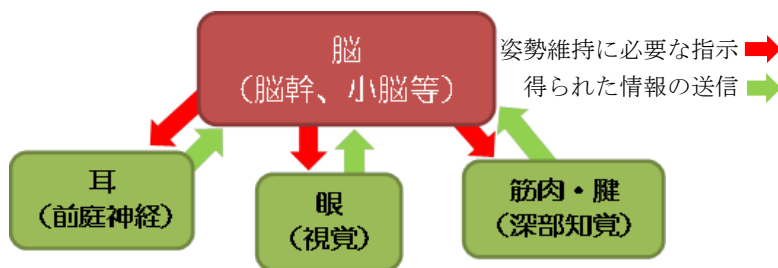 脳
（脳幹、小脳等）
姿勢維持に必要な指示
得られた情報の送信
耳
（前庭神経）
眼
（視覚）
筋肉・腱
（深部知覚）